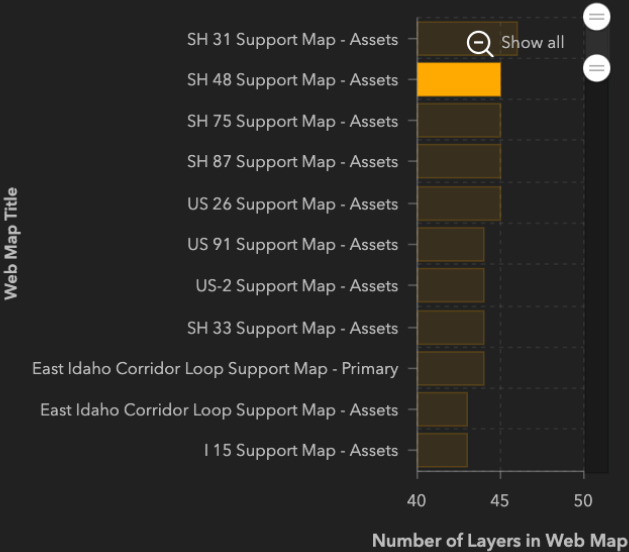 SH 31 Support Map - Assets
Show all
SH 48 Support Map - Assets
SH 75 Support Map - Assets
SH 87 Support Map - Assets
US 26 Support Map - Assets
US 91 Support Map - Assets
US-2 Support Map - Assets
SH 33 Support Map - Assets
East Idaho Corridor Loop Support Map - Primary
East Idaho Corridor Loop Support Map - Assets
I 15 Support Map - Assets
Web Map Title
40 45 50
Number of Layers in Web Map